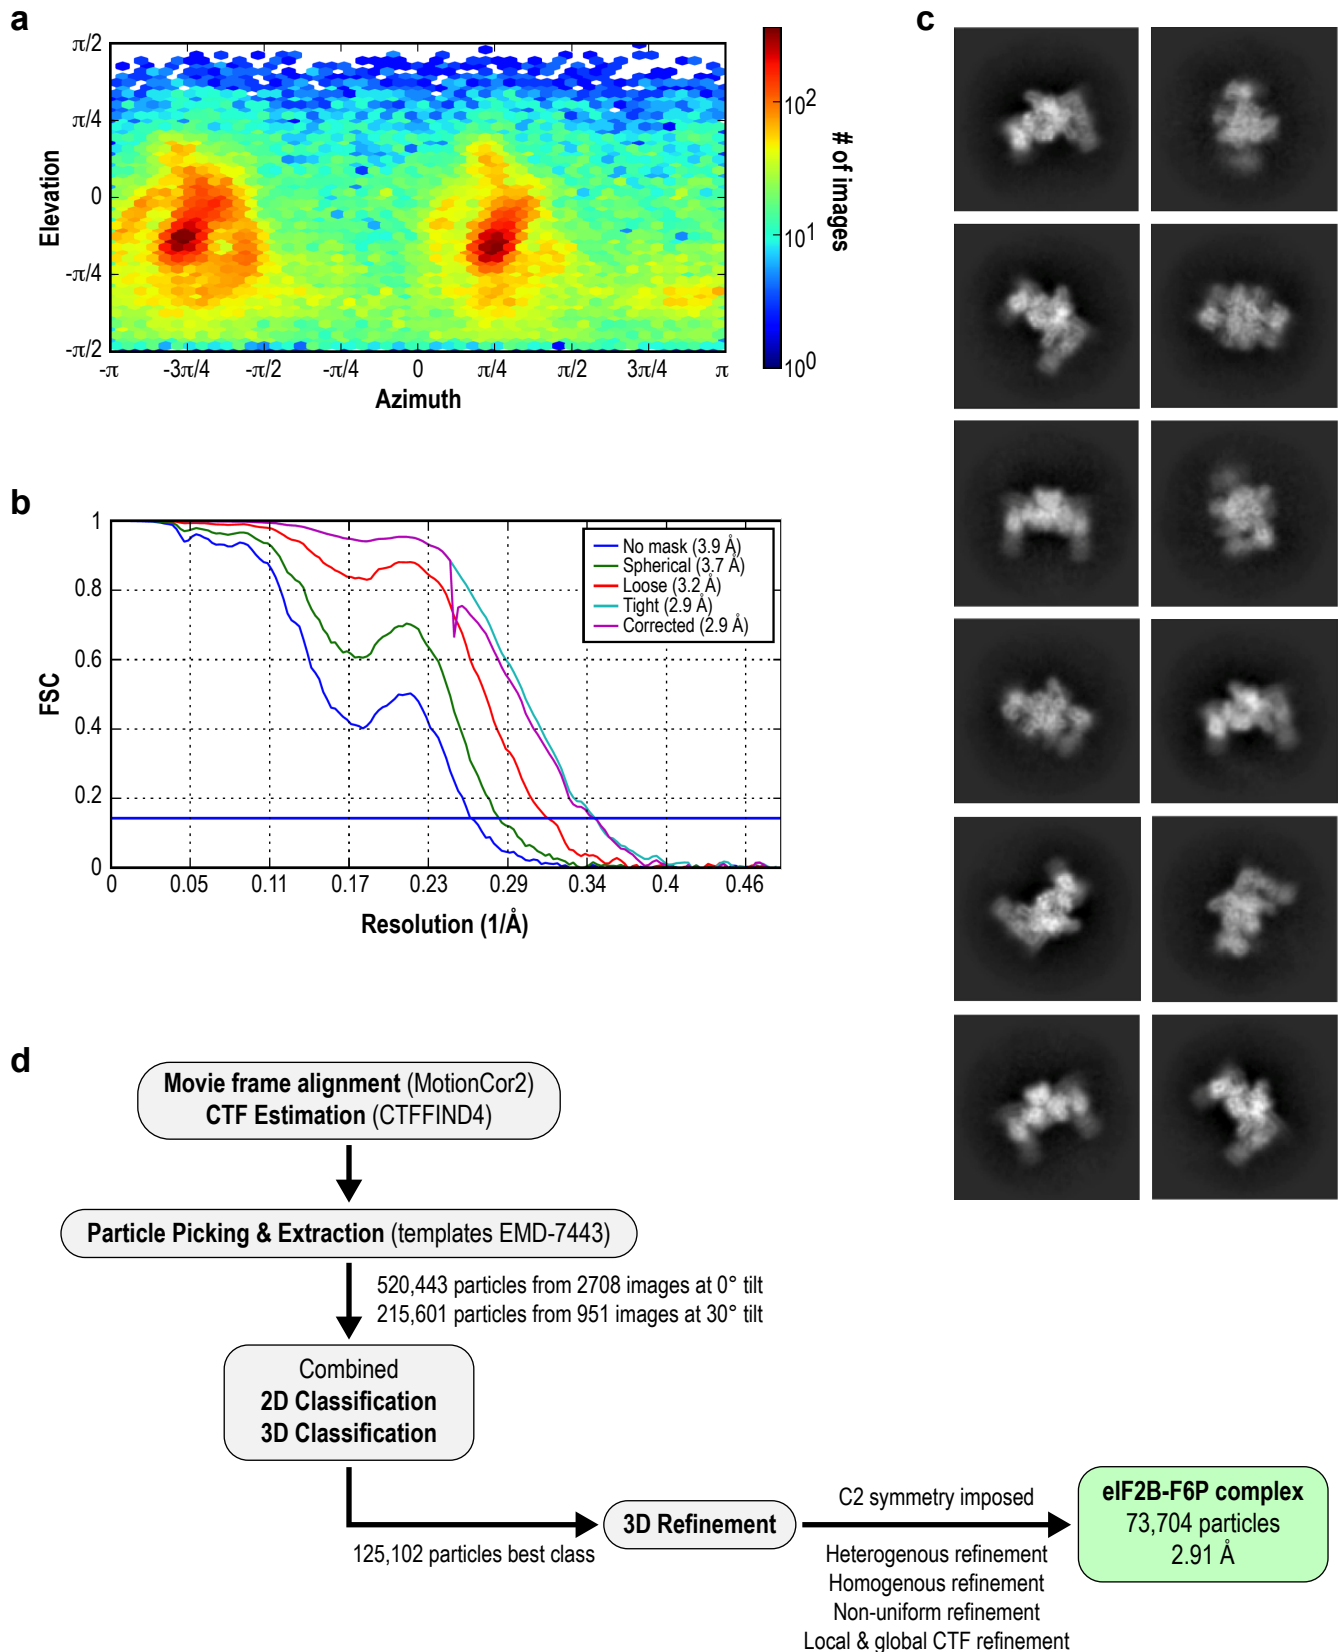 a
π/2
π/4
0
-π/4
-π/2
Elevation
-π
-3π/4
-π/2
-π/4
0
π/4
π/2
3π/4
π
Azimuth
10²
10¹
10⁰
# of images
b
1
0.8
0.6
0.4
0.2
0
FSC
No mask (3.9 Å)
Spherical (3.7 Å)
Loose (3.2 Å)
Tight (2.9 Å)
Corrected (2.9 Å)
0
0.05
0.11
0.17
0.23
0.29
0.34
0.4
0.46
Resolution (1/Å)
c
d
Movie frame alignment (MotionCor2)
CTF Estimation (CTFFIND4)
Particle Picking & Extraction (templates EMD-7443)
520,443 particles from 2708 images at 0° tilt
215,601 particles from 951 images at 30° tilt
Combined
2D Classification
3D Classification
125,102 particles best class
3D Refinement
C2 symmetry imposed
Heterogenous refinement
Homogenous refinement
Non-uniform refinement
Local & global CTF refinement
eIF2B-F6P complex
73,704 particles
2.91 Å